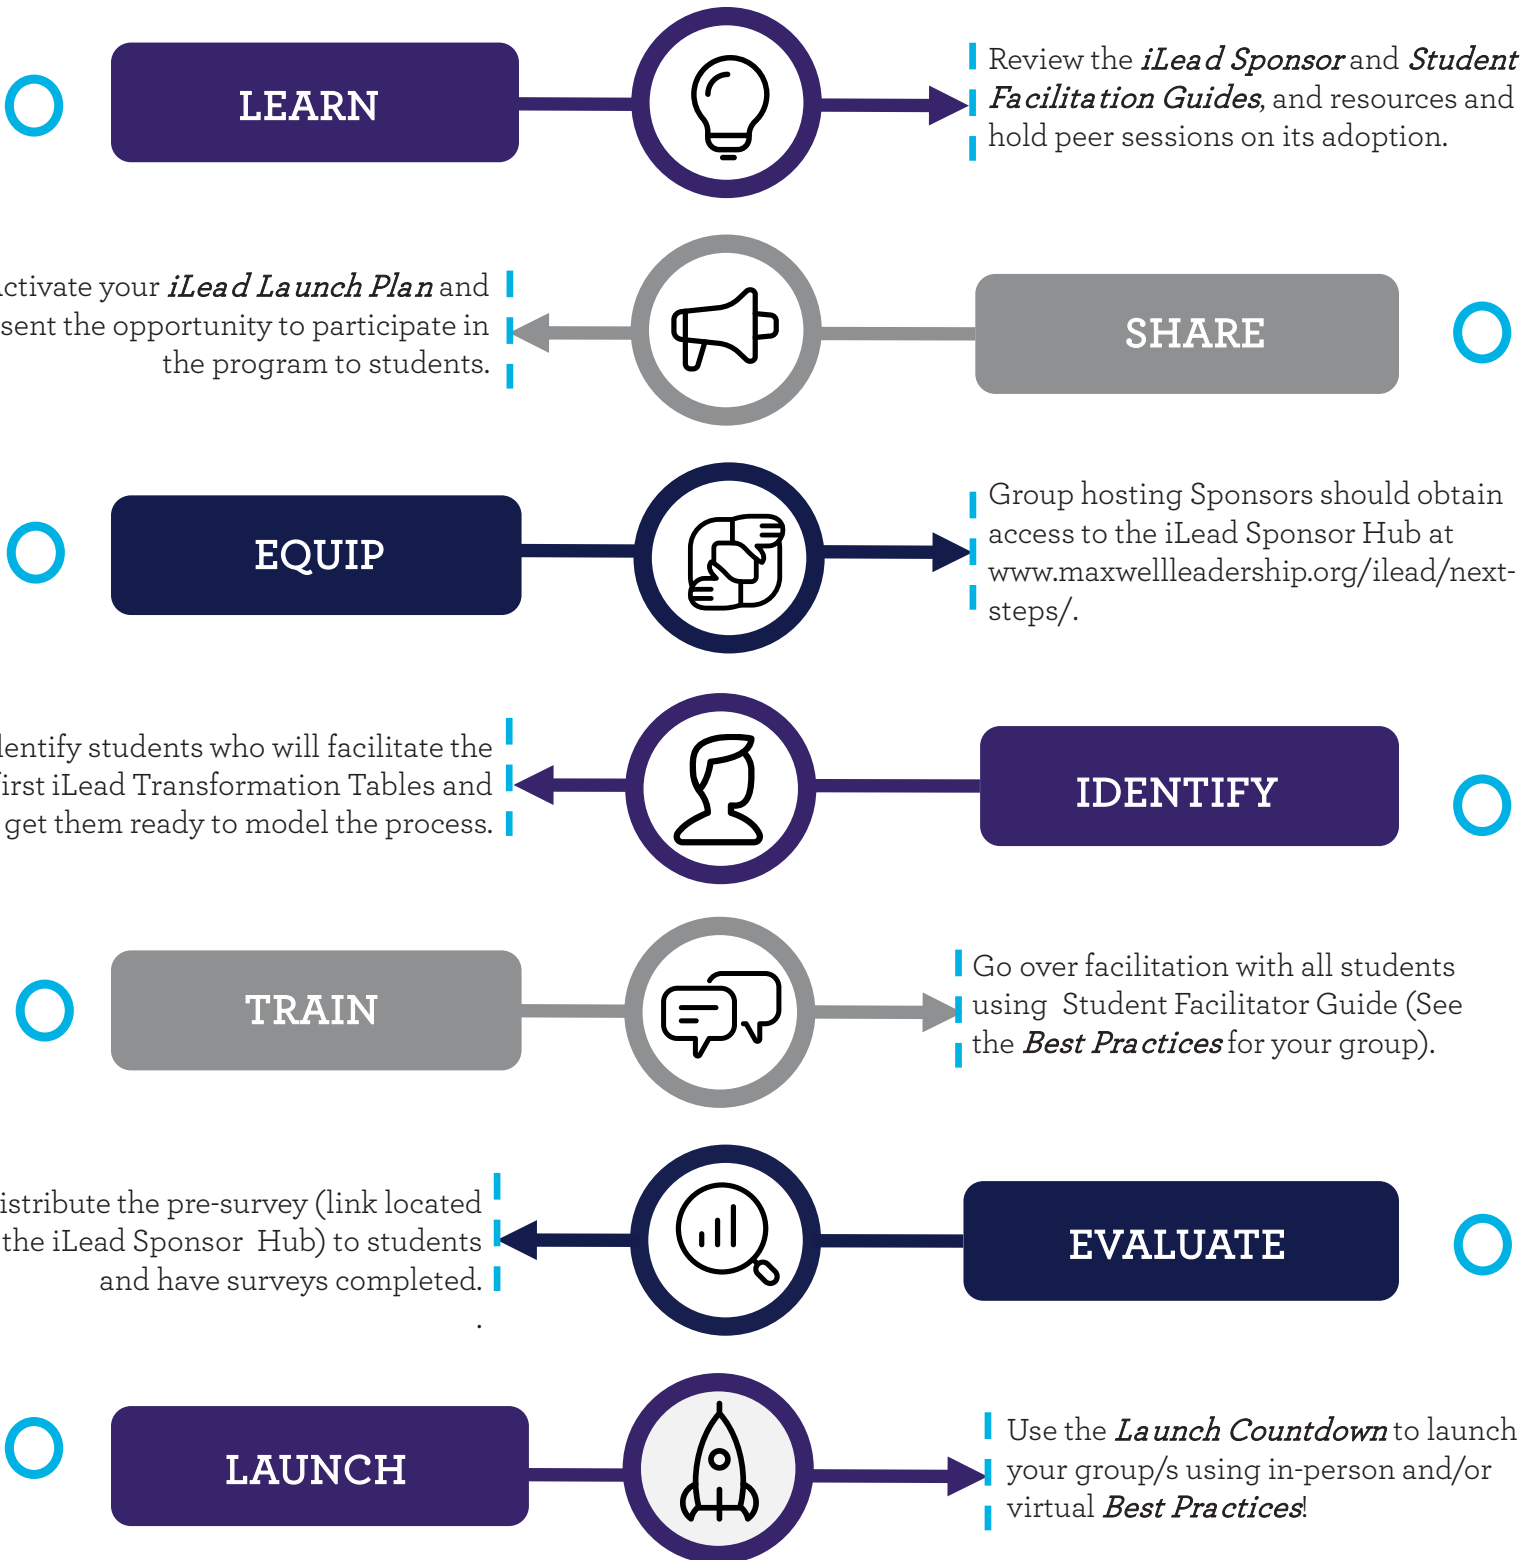 LEARN
Review the iLead Sponsor and Student
Facilitation Guides, and resources and
hold peer sessions on its adoption.
ctivate your iLead Launch Plan and
sent the opportunity to participate in
the program to students.
SHARE
EQUIP
Group hosting Sponsors should obtain
access to the iLead Sponsor Hub at
www.maxwellleadership.org/ilead/next-
steps/.
dentify students who will facilitate the
first iLead Transformation Tables and
get them ready to model the process.
IDENTIFY
TRAIN
Go over facilitation with all students
using Student Facilitator Guide (See
the Best Practices for your group).
istribute the pre-survey (link located
the iLead Sponsor Hub) to students
and have surveys completed.
.
EVALUATE
LAUNCH
Use the Launch Countdown to launch
your group/s using in-person and/or
virtual Best Practices!